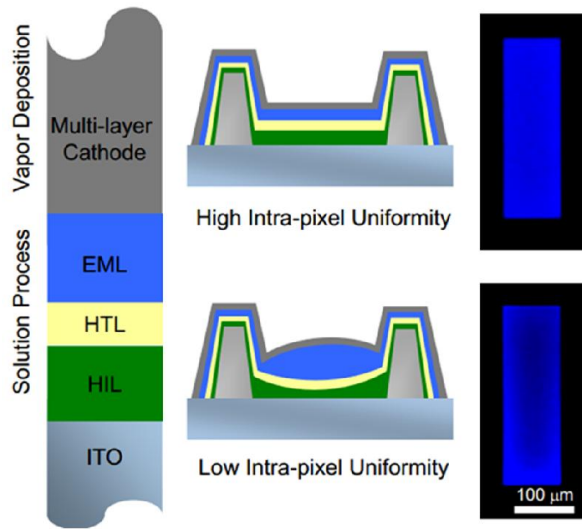 Vapor Deposition
Solution Process
Multi-layer
Cathode
EML
HTL
HIL
ITO
High Intra-pixel Uniformity
Low Intra-pixel Uniformity
100 μm